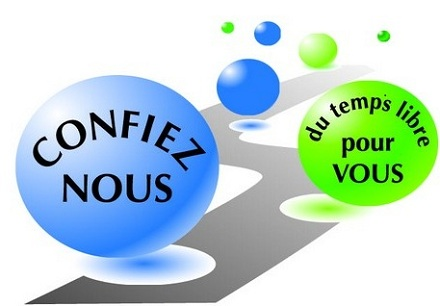 CONFIEZ
NOUS
du temps libre
pour
VOUS